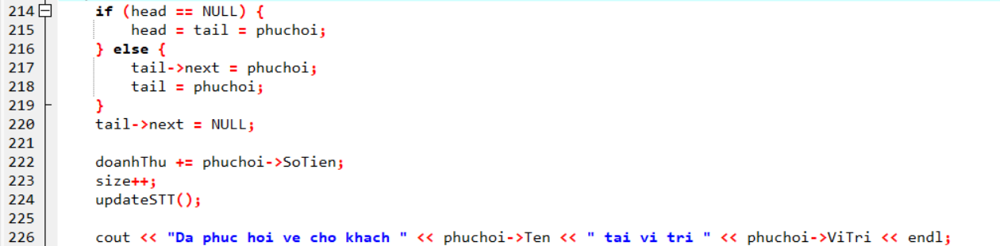 214 if (head == NULL) {
215 head = tail = phuchoi;
216 } else {
217 tail->next = phuchoi;
218 tail = phuchoi;
219 }
220 tail->next = NULL;
221
222 doanhThu += phuchoi->SoTien;
223 size++;
224 updateSTT();
225
226 cout << "Da phuc hoi ve cho khach " << phuchoi->Ten << " tai vi tri " << phuchoi->ViTri << endl;